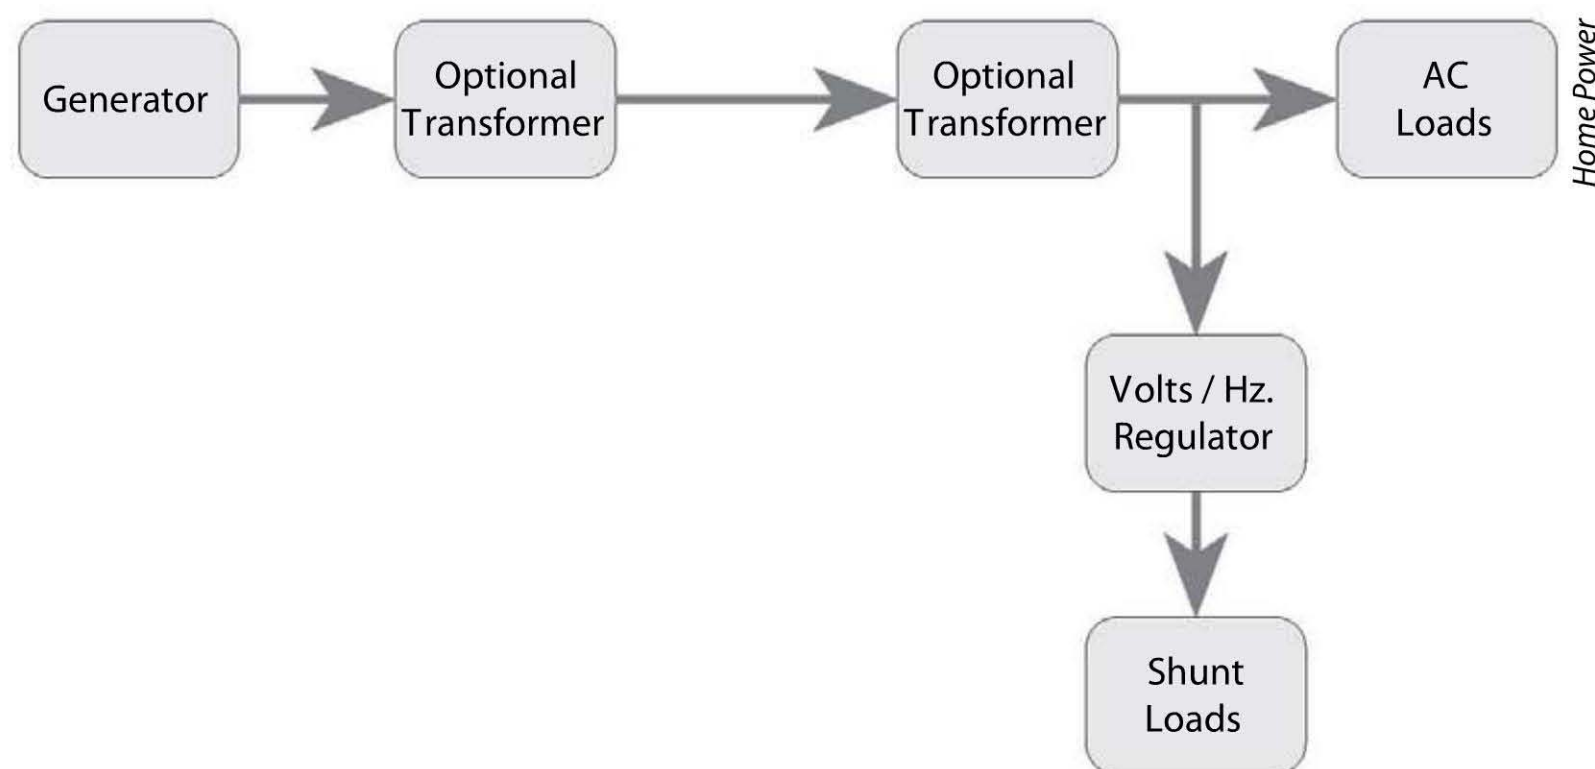 Generator
Optional
Transformer
Optional
Transformer
AC
Loads
Home Power
Volts / Hz.
Regulator
Shunt
Loads